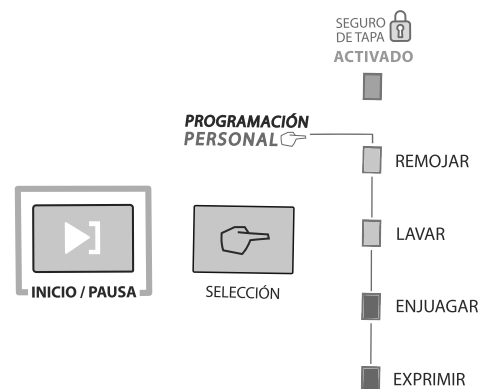 SEGURO
DE TAPA
ACTIVADO
PROGRAMACIÓN
PERSONAL
REMOJAR
LAVAR
INICIO / PAUSA
SELECCIÓN
ENJUAGAR
EXPRIMIR